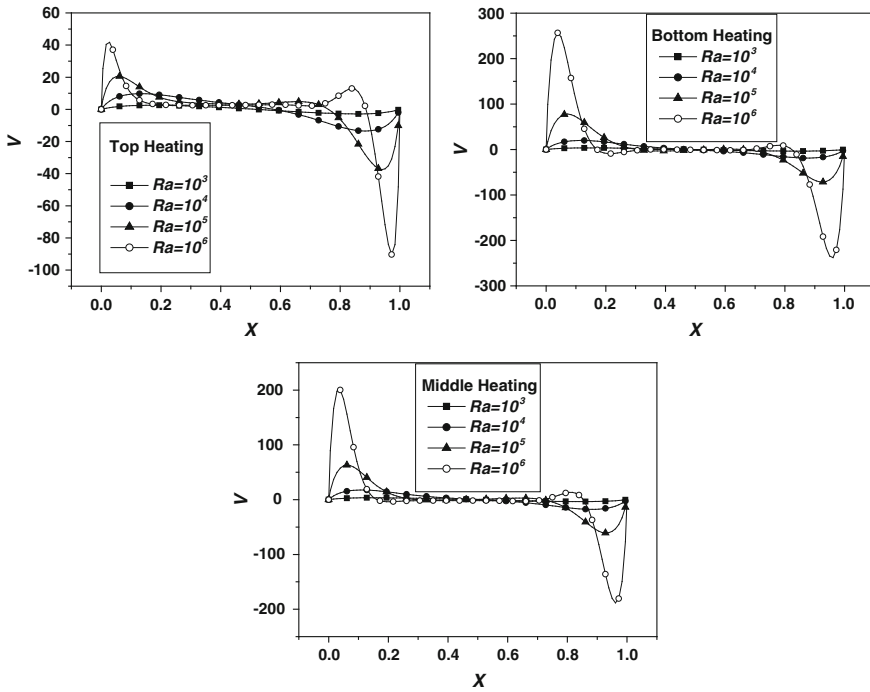 60
40
20
0
-20
-40
-60
-80
-100
V
Top Heating
Ra=10³
Ra=10⁴
Ra=10⁵
Ra=10⁶
0.0 0.2 0.4 0.6 0.8 1.0
X
300
200
100
0
-100
-200
-300
V
Bottom Heating
Ra=10³
Ra=10⁴
Ra=10⁵
Ra=10⁶
0.0 0.2 0.4 0.6 0.8 1.0
X
200
100
0
-100
-200
V
Middle Heating
Ra=10³
Ra=10⁴
Ra=10⁵
Ra=10⁶
0.0 0.2 0.4 0.6 0.8 1.0
X